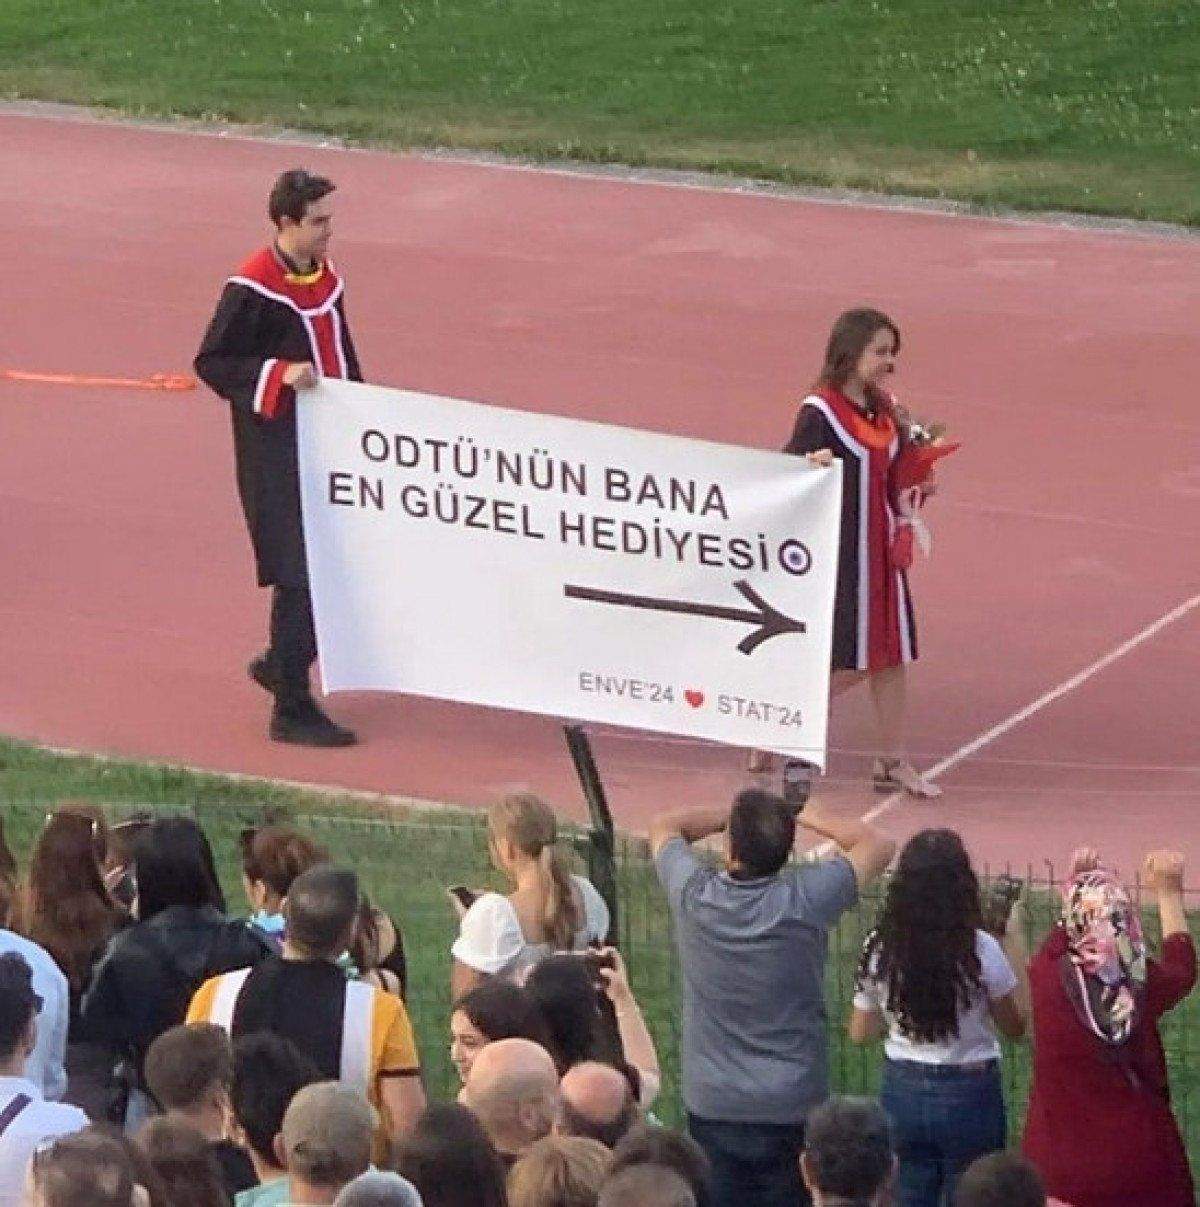 ODTÜ'NÜN BANA
EN GÜZEL HEDİYESİ
ENVE'24 ❤ STAT'24